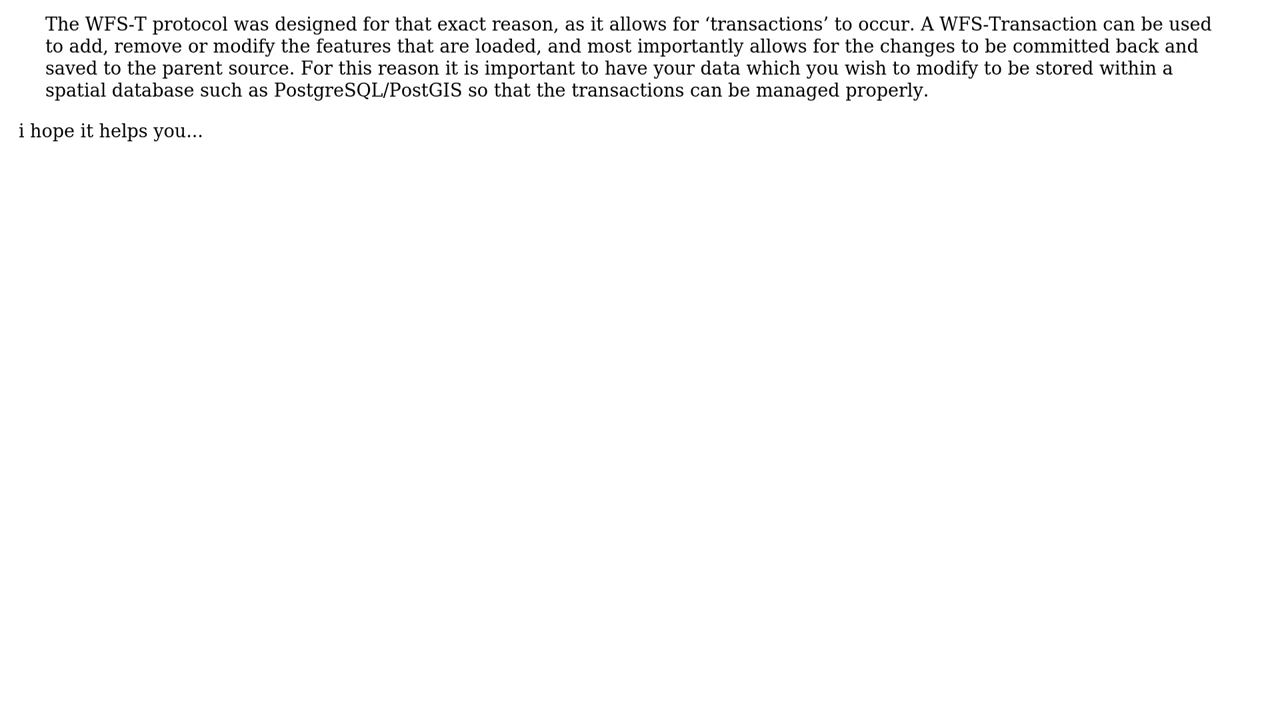 The WFS-T protocol was designed for that exact reason, as it allows for ‘transactions’ to occur. A WFS-Transaction can be used
to add, remove or modify the features that are loaded, and most importantly allows for the changes to be committed back and
saved to the parent source. For this reason it is important to have your data which you wish to modify to be stored within a
spatial database such as PostgreSQL/PostGIS so that the transactions can be managed properly.
i hope it helps you...